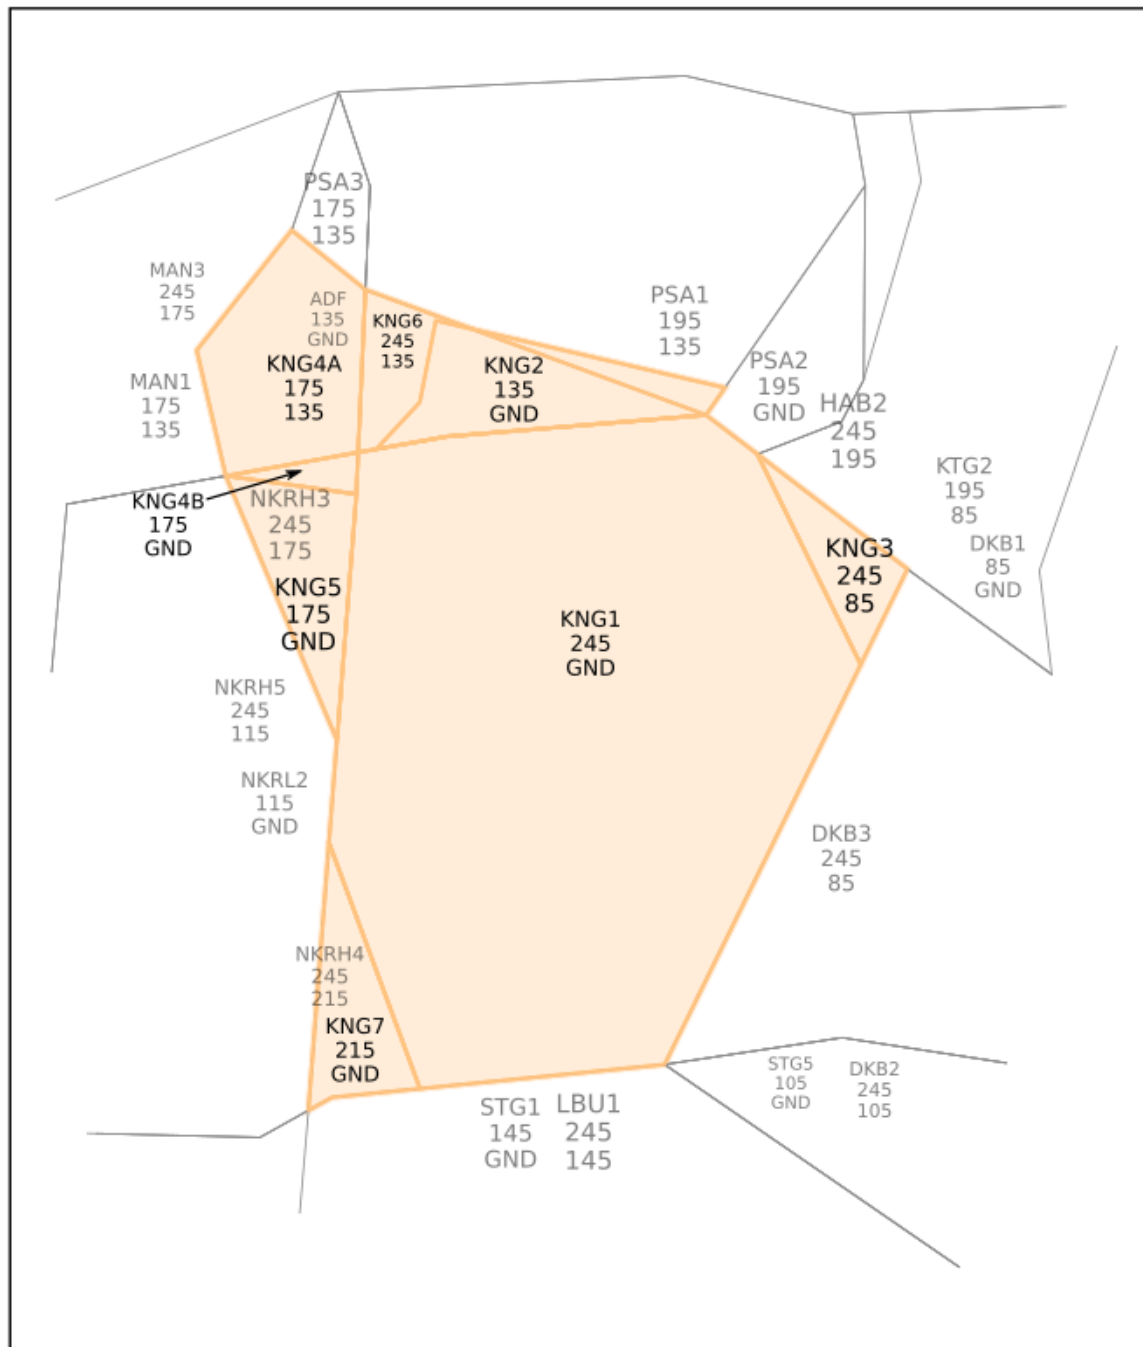 PSA3
175
135
MAN3
245
175
ADF
135
GND
KNG6
245
135
PSA1
195
135
KNG4A
175
135
KNG2
135
GND
PSA2
195
GND
MAN1
175
135
HAB2
245
195
KTG2
195
85
KNG4B
175
GND
NKRH3
245
175
KNG3
245
85
DKB1
85
GND
KNG5
175
GND
KNG1
245
GND
NKRH5
245
115
NKRL2
115
GND
DKB3
245
85
NKRH4
245
215
KNG7
215
GND
STG5
105
GND
DKB2
245
105
STG1
145
GND
LBU1
245
145